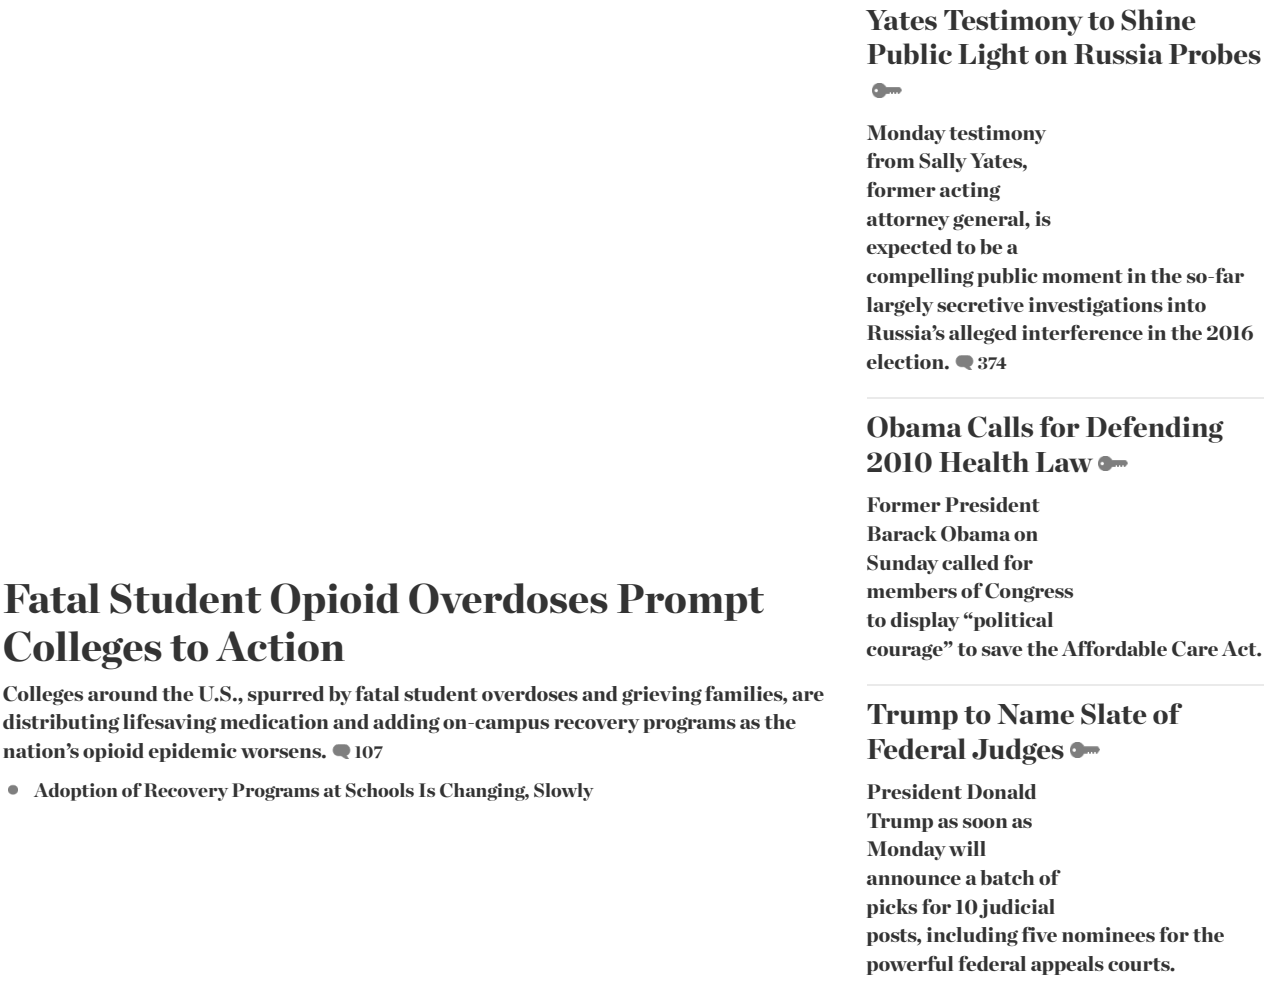 Yates Testimony to Shine
Public Light on Russia Probes
Monday testimony
from Sally Yates,
former acting
attorney general, is
expected to be a
compelling public moment in the so-far
largely secretive investigations into
Russia’s alleged interference in the 2016
election. 374
Obama Calls for Defending
2010 Health Law
Former President
Barack Obama on
Sunday called for
members of Congress
to display “political
courage” to save the Affordable Care Act.
Trump to Name Slate of
Federal Judges
President Donald
Trump as soon as
Monday will
announce a batch of
picks for 10 judicial
posts, including five nominees for the
powerful federal appeals courts.
Fatal Student Opioid Overdoses Prompt
Colleges to Action
Colleges around the U.S., spurred by fatal student overdoses and grieving families, are
distributing lifesaving medication and adding on-campus recovery programs as the
nation’s opioid epidemic worsens. 107
Adoption of Recovery Programs at Schools Is Changing, Slowly